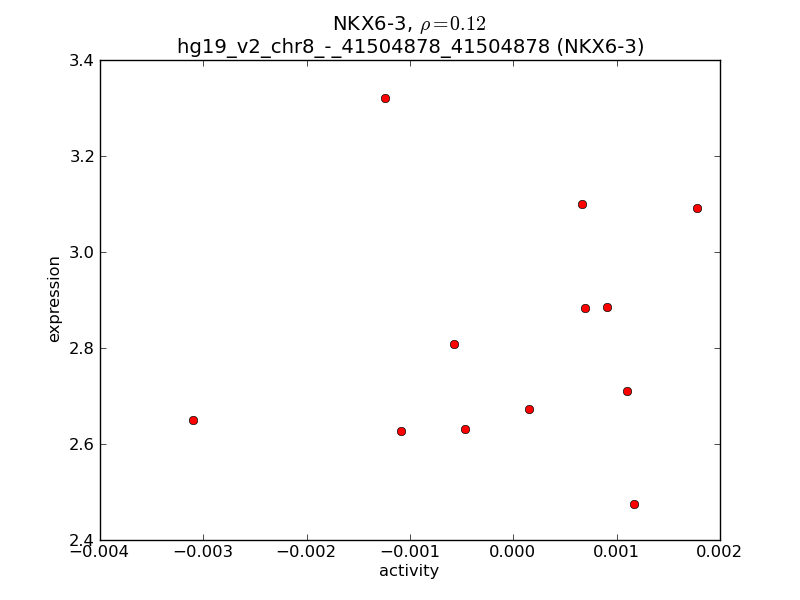 NKX6-3, ρ=0.12
hg19_v2_chr8_-_41504878_41504878 (NKX6-3)
3.4
3.2
3.0
2.8
2.6
2.4
expression
−0.004 −0.003 −0.002 −0.001 0.000 0.001 0.002
activity